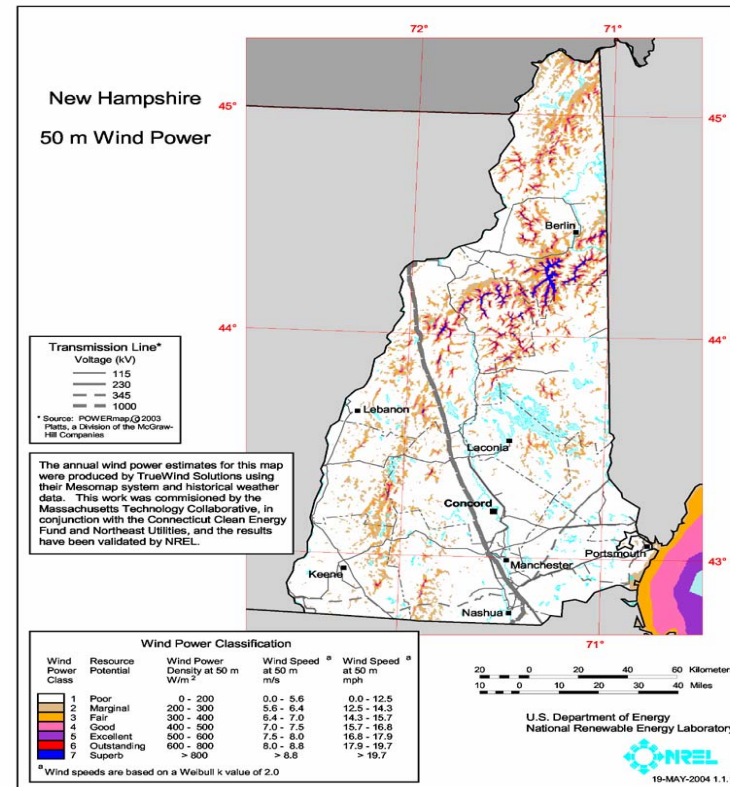 72°
71°
New Hampshire
50 m Wind Power
45°
45°
Berlin
44°
44°
Transmission Line*
Voltage (kV)
115
230
345
1000
* Source: POWERmap, © 2003
Platts, a Division of the McGraw-
Hill Companies
Lebanon
Laconia
The annual wind power estimates for this map
were produced by TrueWind Solutions using
their Mesomap system and historical weather
data. This work was commisioned by the
Massachusetts Technology Collaborative, in
conjunction with the Connecticut Clean Energy
Fund and Northeast Utilities, and the results
have been validated by NREL.
Concord
Portsmouth
43°
Manchester
Keene
Nashua
71°
Wind Power Classification
Wind Power Class Resource Potential Wind Power Density at 50 m W/m 2 Wind Speed a at 50 m m/s Wind Speed a at 50 m mph
1 Poor 0 - 200 0.0 - 5.6 0.0 - 12.5
2 Marginal 200 - 300 5.6 - 6.4 12.5 - 14.3
3 Fair 300 - 400 6.4 - 7.0 14.3 - 15.7
4 Good 400 - 500 7.0 - 7.5 15.7 - 16.8
5 Excellent 500 - 600 7.5 - 8.0 16.8 - 17.9
6 Outstanding 600 - 800 8.0 - 8.8 17.9 - 19.7
7 Superb > 800 > 8.8 > 19.7
a Wind speeds are based on a Weibull k value of 2.0
20 0 20 40 60 Kilometer
10 0 10 20 30 40 Miles
U.S. Department of Energy
National Renewable Energy Laboratory
NREL
19-MAY-2004 1.1.